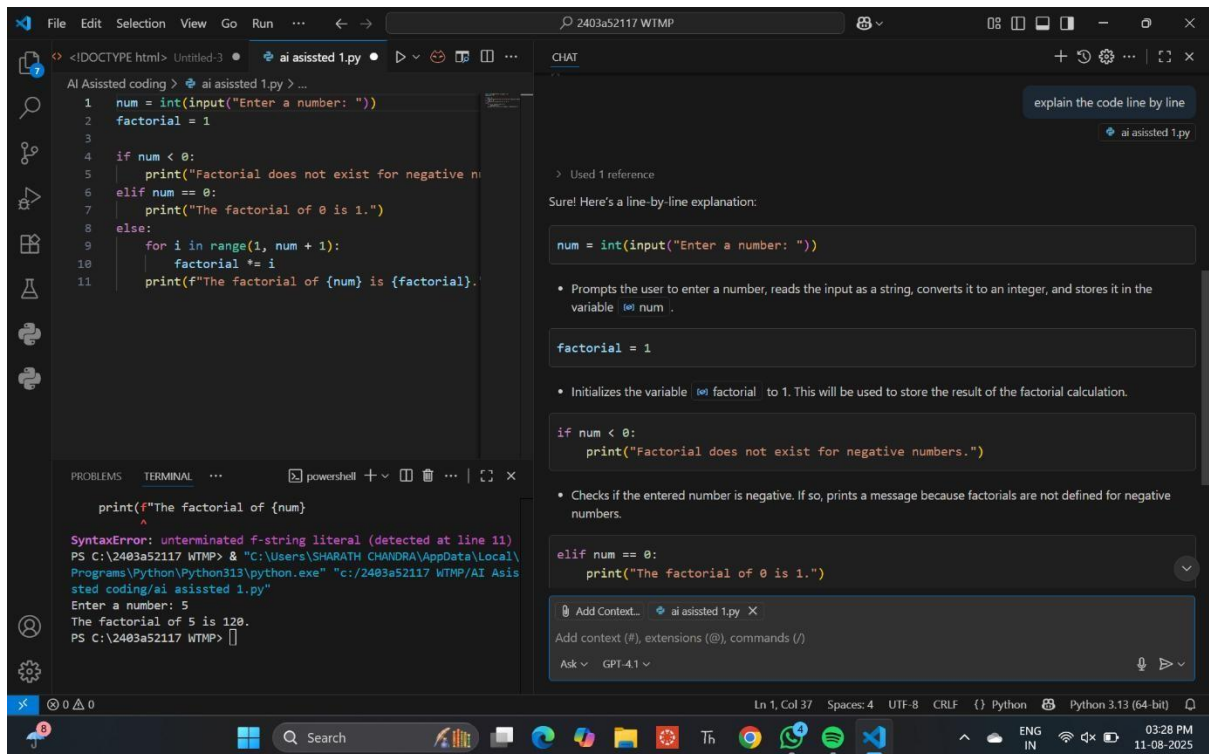 File Edit Selection View Go Run ··· ← → 2403a52117 WTMP
<!DOCTYPE html> Untitled-3 ● ai asissted 1.py ●
AI Asissted coding > ai asissted 1.py > ...
1 num = int(input("Enter a number: "))
2 factorial = 1
3
4 if num < 0:
5 print("Factorial does not exist for negative
6 elif num == 0:
7 print("The factorial of 0 is 1.")
8 else:
9 for i in range(1, num + 1):
10 factorial *= i
11 print(f"The factorial of {num} is {factorial}.
7
PROBLEMS TERMINAL ··· powershell
print(f"The factorial of {num}
^
SyntaxError: unterminated f-string literal (detected at line 11)
PS C:\2403a52117 WTMP> & "C:\Users\SHARATH CHANDRA\AppData\Local\
Programs\Python\Python313\python.exe" "c:/2403a52117 WTMP/AI Asis
sted coding/ai asissted 1.py"
Enter a number: 5
The factorial of 5 is 120.
PS C:\2403a52117 WTMP>
CHAT
explain the code line by line
ai asissted 1.py
> Used 1 reference
Sure! Here's a line-by-line explanation:
num = int(input("Enter a number: "))
• Prompts the user to enter a number, reads the input as a string, converts it to an integer, and stores it in the
variable num .
factorial = 1
• Initializes the variable factorial to 1. This will be used to store the result of the factorial calculation.
if num < 0:
print("Factorial does not exist for negative numbers.")
• Checks if the entered number is negative. If so, prints a message because factorials are not defined for negative
numbers.
elif num == 0:
print("The factorial of 0 is 1.")
Add Context... ai asissted 1.py ×
Add context (#), extensions (@), commands (/)
Ask GPT-4.1
0 0 Ln 1, Col 37 Spaces: 4 UTF-8 CRLF {} Python Python 3.13 (64-bit)
8 Search 4 ENG 03:28 PM
IN 11-08-2025